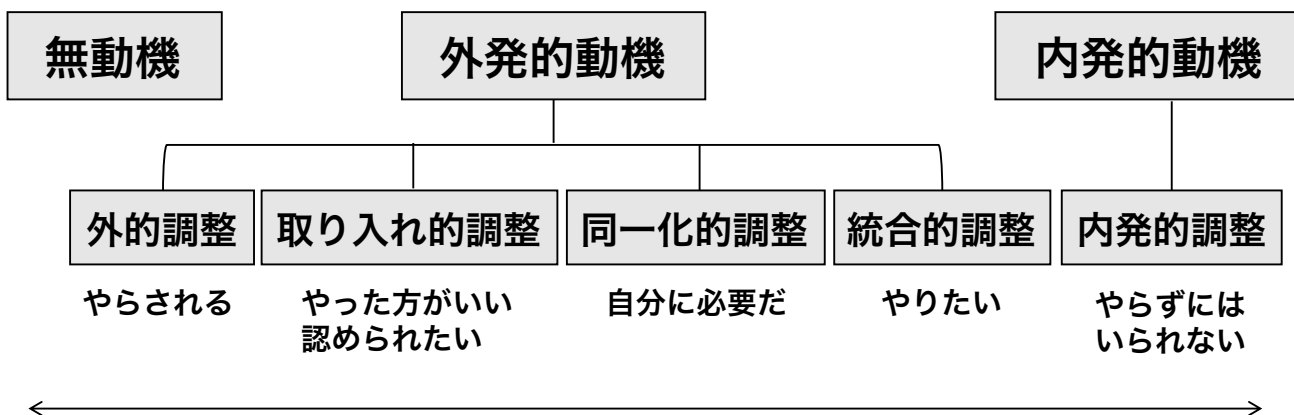 無動機
外発的動機
内発的動機
外的調整
取り入れ的調整
同一化的調整
統合的調整
内発的調整
やらされる
やった方がいい
認められたい
自分に必要だ
やりたい
やらずには
いられない